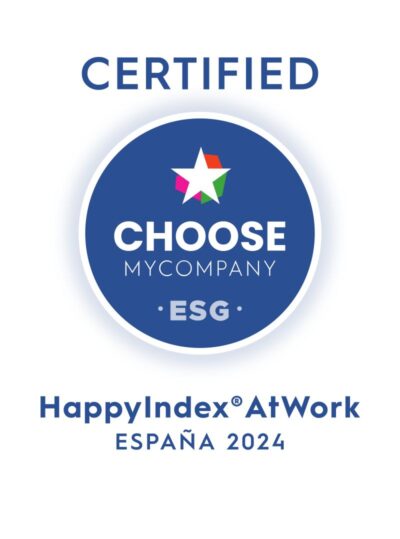 CERTIFIED
CHOOSE
MYCOMPANY
·ESG·
HappyIndex®AtWork
ESPAÑA 2024